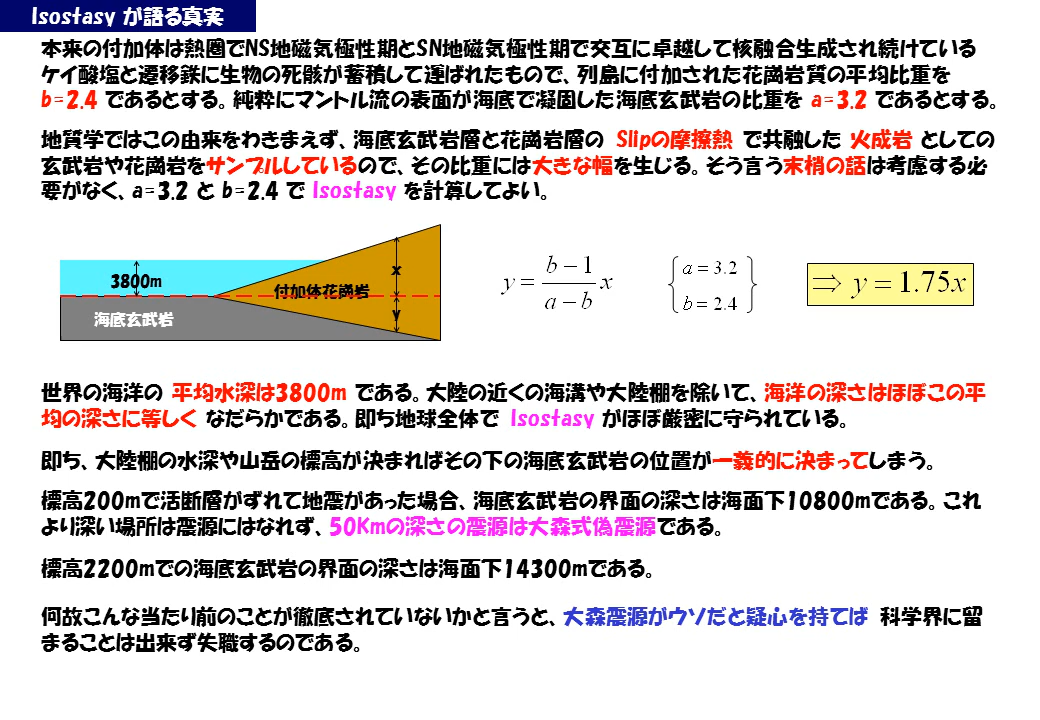 Isostasy が語る真実
本来の付加体は熱圏でNS地磁気極性期とSN地磁気極性期で交互に卓越して核融合生成され続けている
ケイ酸塩と遷移鉄に生物の死骸が蓄積して運ばれたもので、列島に付加された花崗岩質の平均比重を
b=2.4 であるとする。純粋にマントル流の表面が海底で凝固した海底玄武岩の比重を a=3.2 であるとする。
地質学ではこの由来をわきまえず、海底玄武岩層と花崗岩層の Slipの摩擦熱 で共融した 火成岩 としての
玄武岩や花崗岩をサンプルしているので、その比重には大きな幅を生じる。そう言う末梢の話は考慮する必
要がなく、a=3.2 と b=2.4 で Isostasy を計算してよい。
3800m
x
付加体花崗岩
y
海底玄武岩
y = b−1 / a−b x
a = 3.2
b = 2.4
⇒ y = 1.75x
世界の海洋の 平均水深は3800m である。大陸の近くの海溝や大陸棚を除いて、海洋の深さはほぼこの平
均の深さに等しく なだらかである。即ち地球全体で Isostasy がほぼ厳密に守られている。
即ち、大陸棚の水深や山岳の標高が決まればその下の海底玄武岩の位置が一義的に決まってしまう。
標高200mで活断層がずれて地震があった場合、海底玄武岩の界面の深さは海面下10800mである。これ
より深い場所は震源にはなれず、50Kmの深さの震源は大森式偽震源である。
標高2200mでの海底玄武岩の界面の深さは海面下14300mである。
何故こんな当たり前のことが徹底されていないかと言うと、大森震源がウソだと疑心を持てば 科学界に留
まることは出来ず失職するのである。